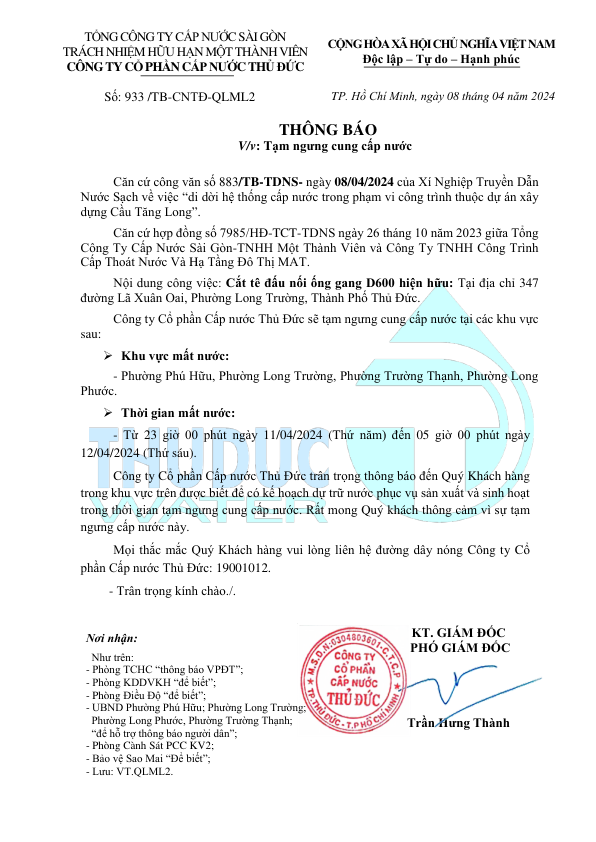 TỔNG CÔNG TY CẤP NƯỚC SÀI GÒN
TRÁCH NHIỆM HỮU HẠN MỘT THÀNH VIÊN
CÔNG TY CỔ PHẦN CẤP NƯỚC THỦ ĐỨC
CỘNG HÒA XÃ HỘI CHỦ NGHĨA VIỆT NAM
Độc lập – Tự do – Hạnh phúc
Số: 933 /TB-CNTĐ-QLML2
TP. Hồ Chí Minh, ngày 08 tháng 04 năm 2024
THÔNG BÁO
V/v: Tạm ngưng cung cấp nước
Căn cứ công văn số 883/TB-TDNS- ngày 08/04/2024 của Xí Nghiệp Truyền Dẫn
Nước Sạch về việc “di dời hệ thống cấp nước trong phạm vi công trình thuộc dự án xây
dựng Cầu Tăng Long”.
Căn cứ hợp đồng số 7985/HĐ-TCT-TDNS ngày 26 tháng 10 năm 2023 giữa Tổng
Công Ty Cấp Nước Sài Gòn-TNHH Một Thành Viên và Công Ty TNHH Công Trình
Cấp Thoát Nước Và Hạ Tầng Đô Thị MAT.
Nội dung công việc: Cắt tê đấu nối ống gang D600 hiện hữu: Tại địa chỉ 347
đường Lã Xuân Oai, Phường Long Trường, Thành Phố Thủ Đức.
Công ty Cổ phần Cấp nước Thủ Đức sẽ tạm ngưng cung cấp nước tại các khu vực
sau:
➢ Khu vực mất nước:
- Phường Phú Hữu, Phường Long Trường, Phường Trường Thạnh, Phường Long
Phước.
➢ Thời gian mất nước:
- Từ 23 giờ 00 phút ngày 11/04/2024 (Thứ năm) đến 05 giờ 00 phút ngày
12/04/2024 (Thứ sáu).
Công ty Cổ phần Cấp nước Thủ Đức trân trọng thông báo đến Quý Khách hàng
trong khu vực trên được biết để có kế hoạch dự trữ nước phục vụ sản xuất và sinh hoạt
trong thời gian tạm ngưng cung cấp nước. Rất mong Quý khách thông cảm vì sự tạm
ngưng cấp nước này.
Mọi thắc mắc Quý Khách hàng vui lòng liên hệ đường dây nóng Công ty Cổ
phần Cấp nước Thủ Đức: 19001012.
- Trân trọng kính chào./.
THUDUC
WATER
Nơi nhận:
Như trên:
- Phòng TCHC “thông báo VPĐT”;
- Phòng KDDVKH “để biết”;
- Phòng Điều Độ “để biết”;
- UBND Phường Phú Hữu; Phường Long Trường;
Phường Long Phước, Phường Trường Thạnh;
“để hỗ trợ thông báo người dân”;
- Phòng Cảnh Sát PCC KV2;
- Bảo vệ Sao Mai “Để biết”;
- Lưu: VT.QLML2.
KT. GIÁM ĐỐC
PHÓ GIÁM ĐỐC
M.S.D.N:0304803601-C.T.C.P
CÔNG TY
CỔ PHẦN
CẤP NƯỚC
THỦ ĐỨC
TP.THỦ ĐỨC - T.P HỒ CHÍ MINH
Trần Hưng Thành